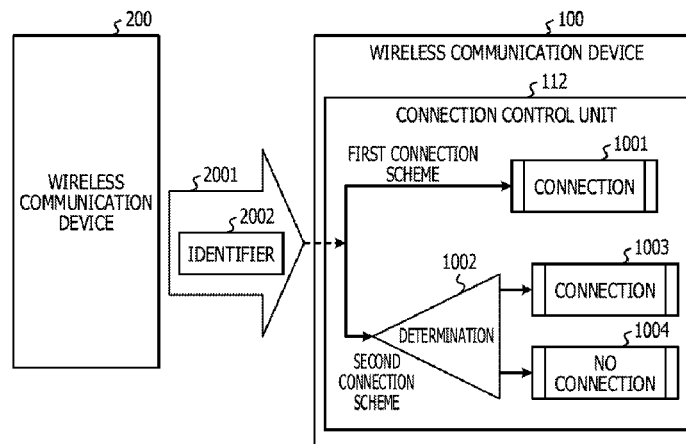 200
WIRELESS
COMMUNICATION
DEVICE
2001
2002
IDENTIFIER
100
WIRELESS COMMUNICATION DEVICE
112
CONNECTION CONTROL UNIT
FIRST CONNECTION
SCHEME
1001
CONNECTION
1002
DETERMINATION
SECOND
CONNECTION
SCHEME
1003
CONNECTION
1004
NO
CONNECTION